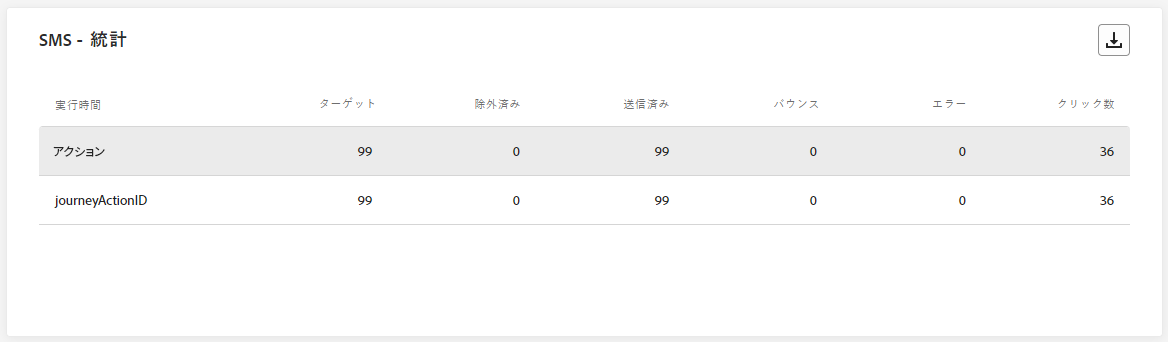 SMS - 統計
実行時間 ターゲット 除外済み 送信済み バウンス エラー クリック数
アクション 99 0 99 0 0 36
journeyActionID 99 0 99 0 0 36